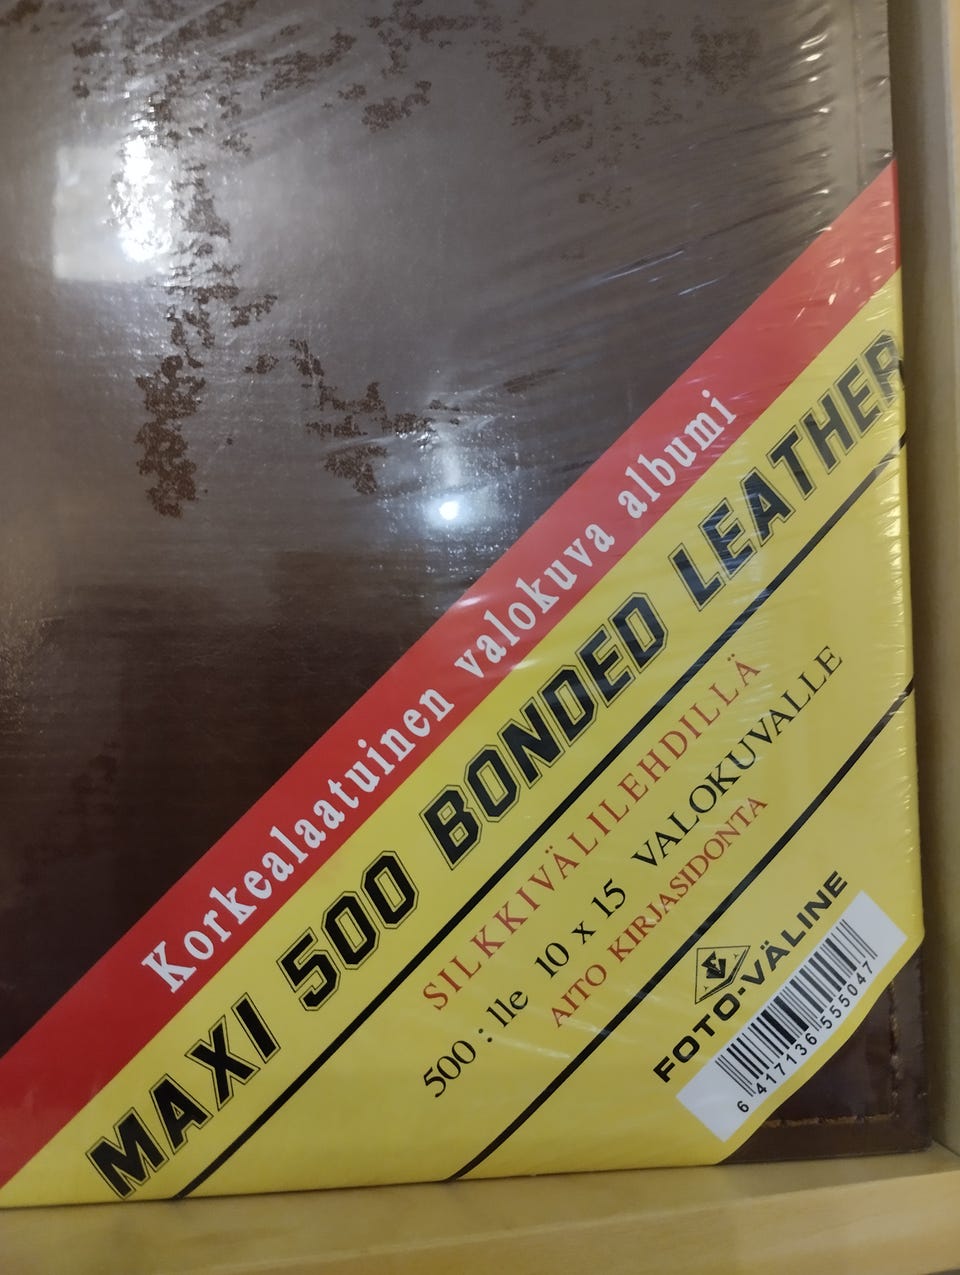 Korkealaatuinen valokuva albumi
MAXI 500 BONDED LEATHER
SILKKIVÄLILEHDILLÄ
500 : lle 10 x 15 VALOKUVALLE
AITO KIRJASIDONTA
FOTO-VÄLINE
6 417136 555047